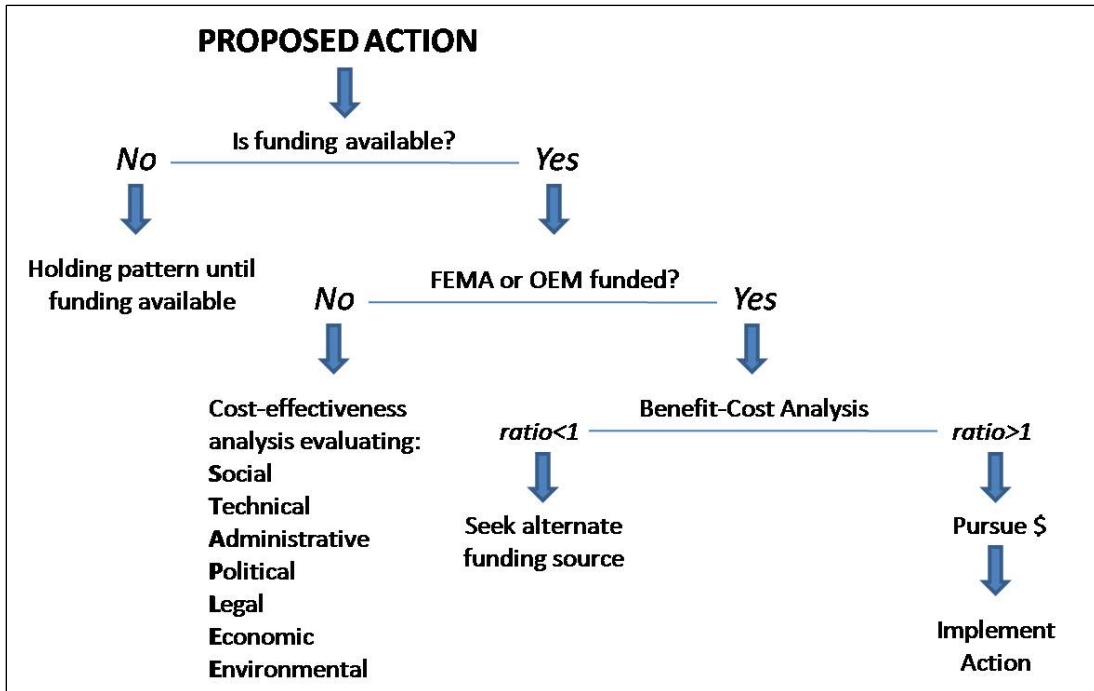 PROPOSED ACTION
Is funding available?
No
Yes
Holding pattern until
funding available
FEMA or OEM funded?
No
Yes
Cost-effectiveness
analysis evaluating:
Social
Technical
Administrative
Political
Legal
Economic
Environmental
Benefit-Cost Analysis
ratio<1
ratio>1
Seek alternate
funding source
Pursue $
Implement
Action